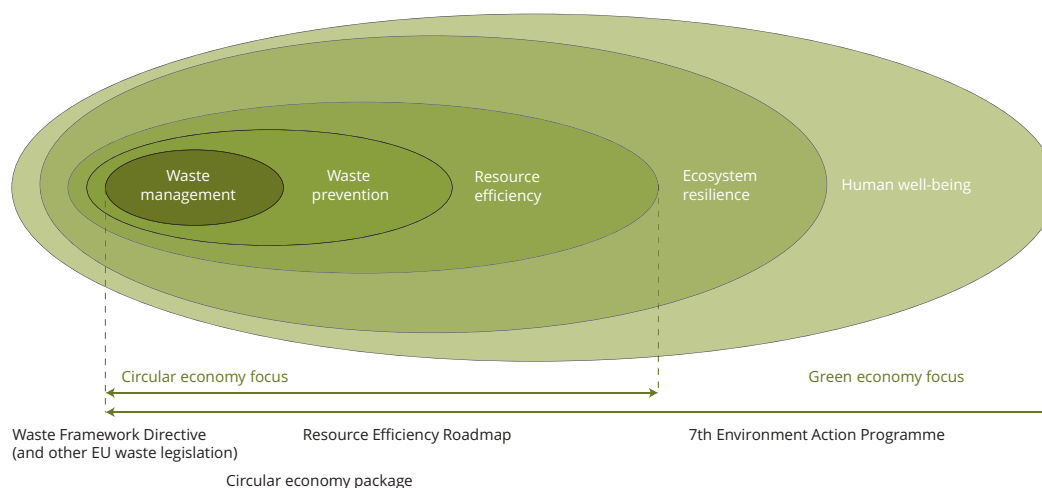 Waste
management
Waste
prevention
Resource
efficiency
Ecosystem
resilience
Human well-being
Circular economy focus
Green economy focus
Waste Framework Directive
(and other EU waste legislation)
Resource Efficiency Roadmap
7th Environment Action Programme
Circular economy package